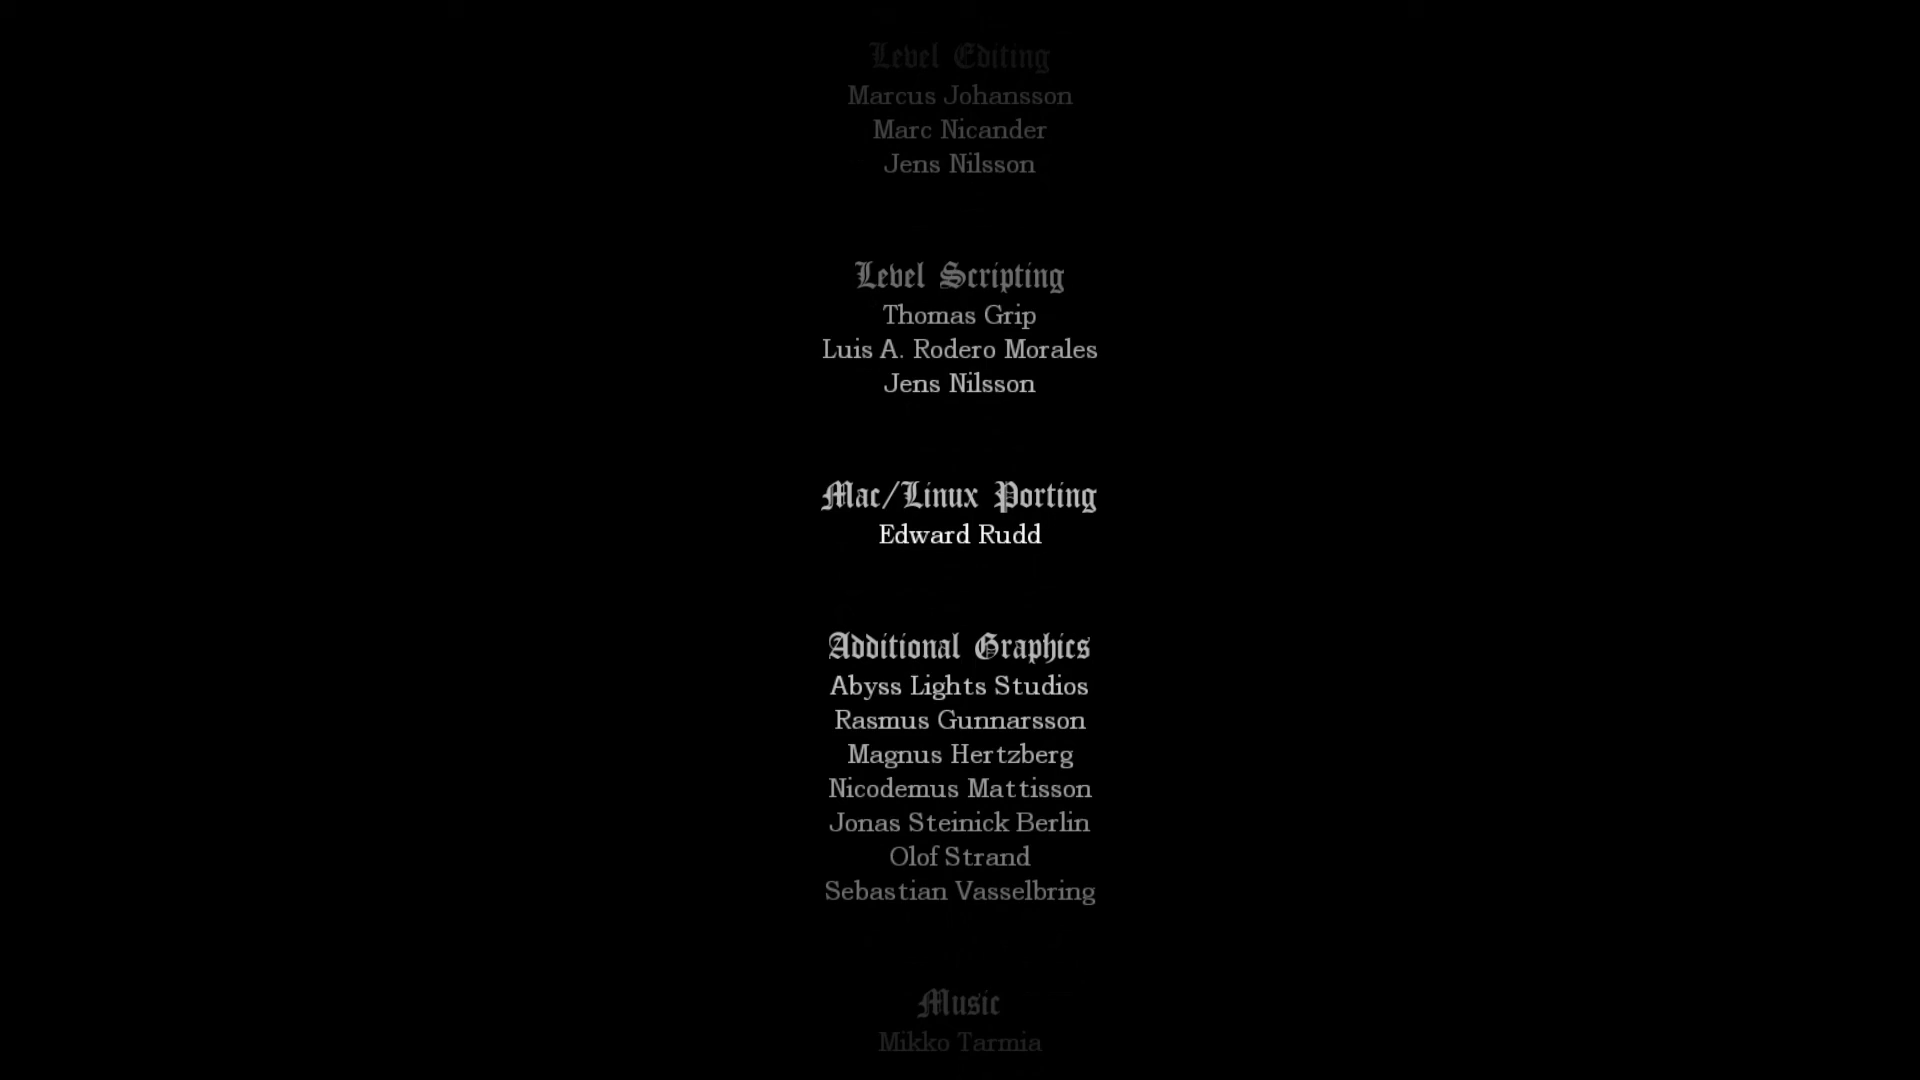 Level Editing
Marcus Johansson
Marc Nicander
Jens Nilsson
Level Scripting
Thomas Grip
Luis A. Rodero Morales
Jens Nilsson
Mac/Linux Porting
Edward Rudd
Additional Graphics
Abyss Lights Studios
Rasmus Gunnarsson
Magnus Hertzberg
Nicodemus Mattisson
Jonas Steinick Berlin
Olof Strand
Sebastian Vasselbring
Music
Mikko Tarmia